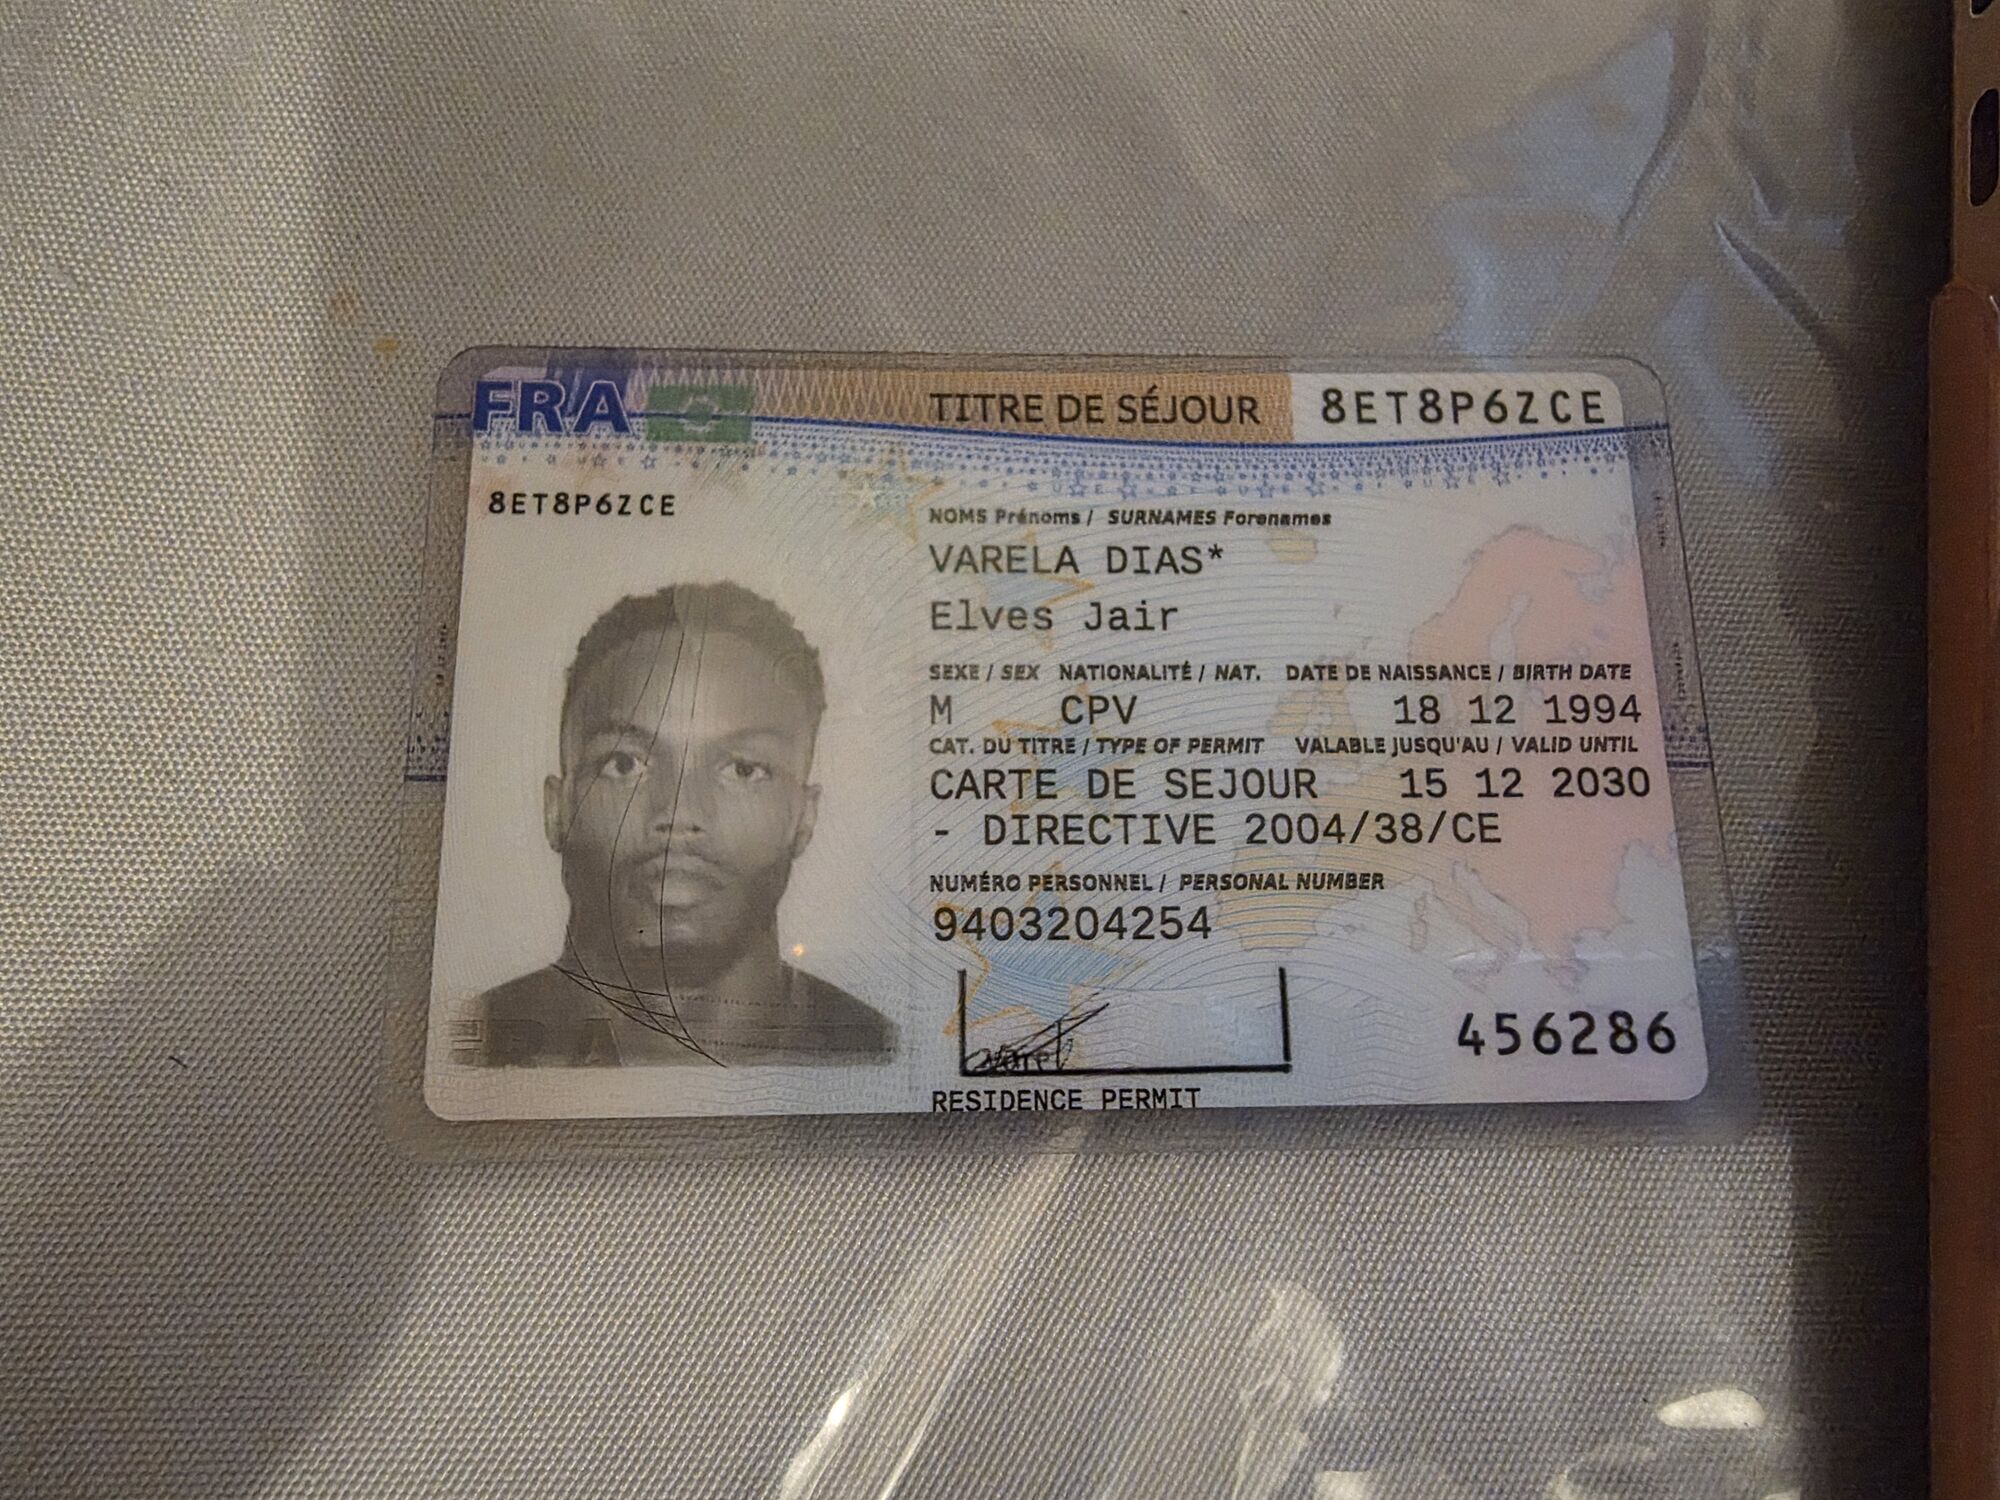 FRA TITRE DE SÉJOUR 8ET8P6ZCE
8ET8P6ZCE
NOMS Prénoms / SURNAMES Forenames
VARELA DIAS*
Elves Jair
SEXE / SEX NATIONALITÉ / NAT. DATE DE NAISSANCE / BIRTH DATE
M CPV 18 12 1994
CAT. DU TITRE / TYPE OF PERMIT VALABLE JUSQU'AU / VALID UNTIL
CARTE DE SEJOUR 15 12 2030
- DIRECTIVE 2004/38/CE
NUMÉRO PERSONNEL / PERSONAL NUMBER
9403204254
456286
RESIDENCE PERMIT